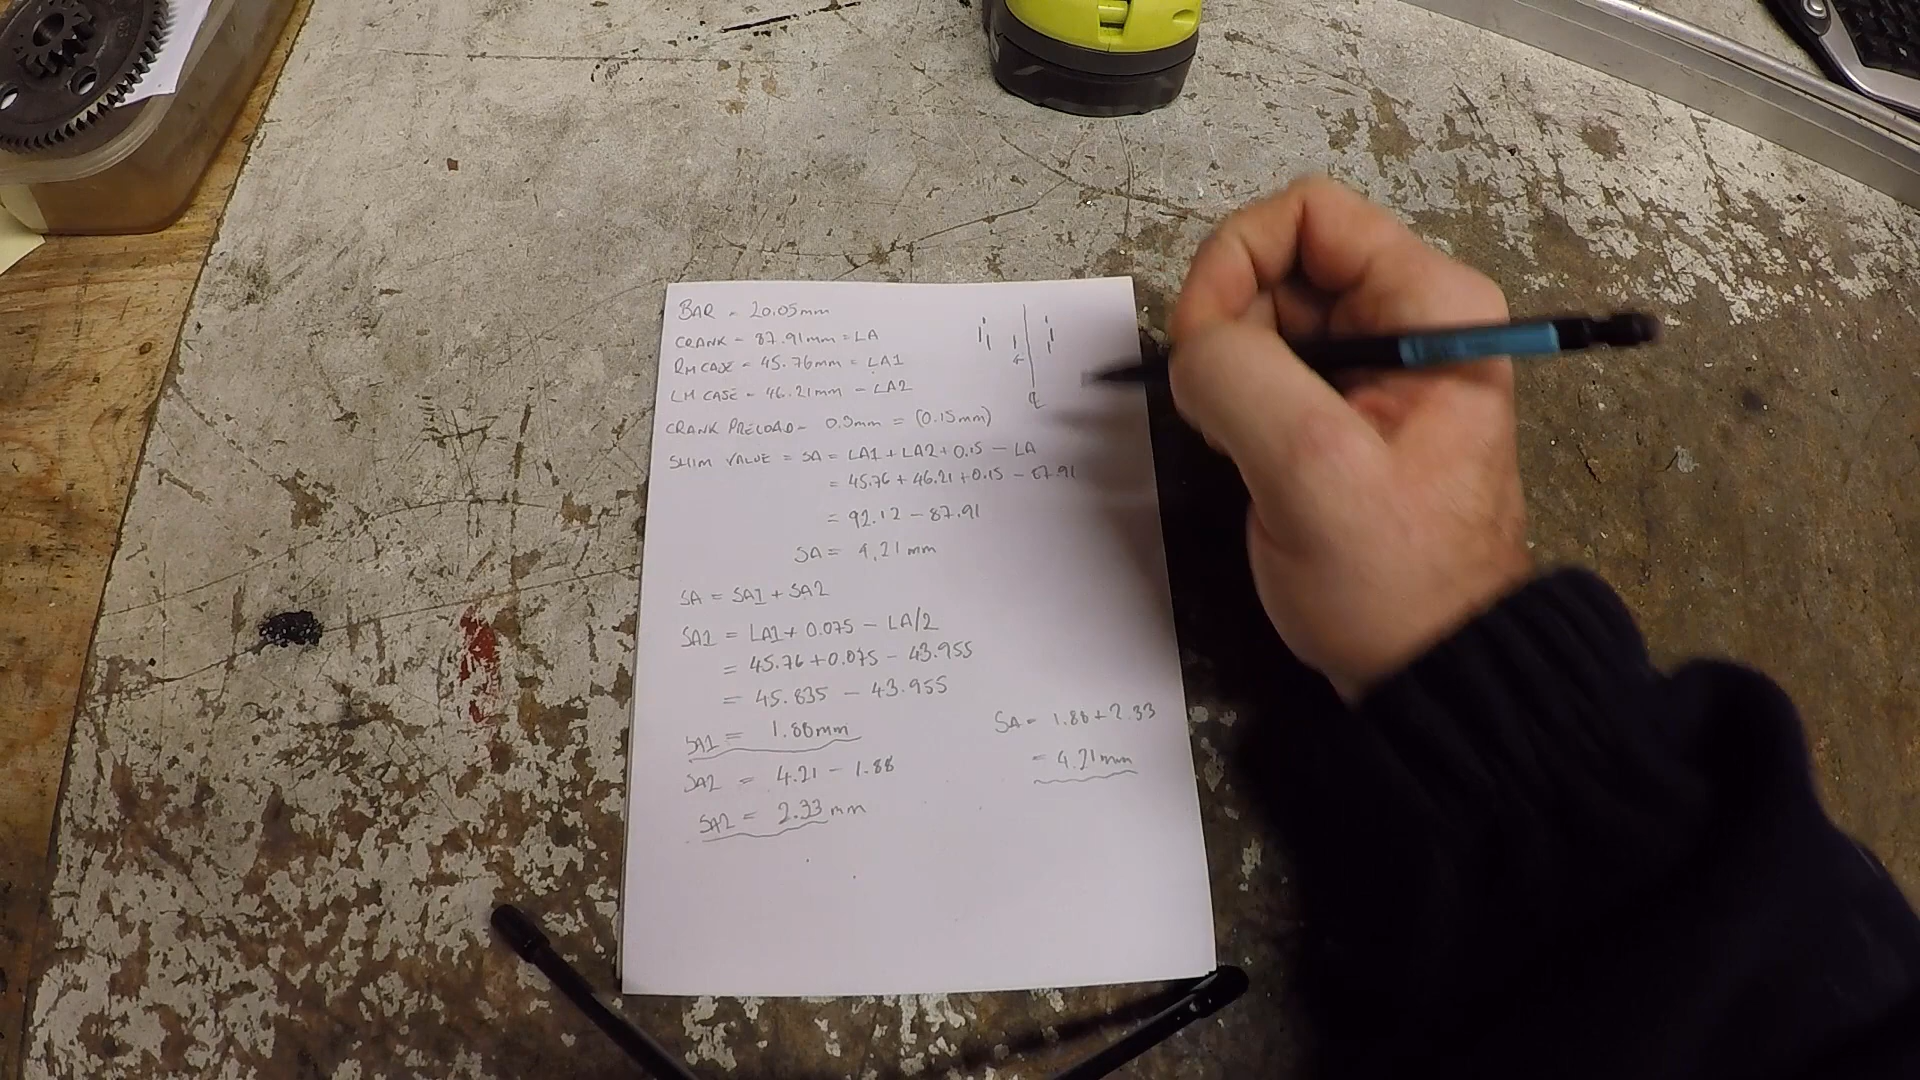 BAR = 20.05mm
CRANK = 87.91mm = LA
RH CASE = 45.76mm = LA1
LH CASE = 46.21mm = LA2
CRANK PRELOAD = 0.3mm = (0.15mm)
SHIM VALUE = SA = LA1 + LA2 + 0.15 - LA
= 45.76 + 46.21 + 0.15 - 87.91
= 92.12 - 87.91
SA = 4.21mm
SA = SA1 + SA2
SA1 = LA1 + 0.075 - LA/2
= 45.76 + 0.075 - 43.955
= 45.835 - 43.955
SA1 = 1.88mm
SA2 = 4.21 - 1.88
SA2 = 2.33mm
SA = 1.88 + 2.33
= 4.21mm